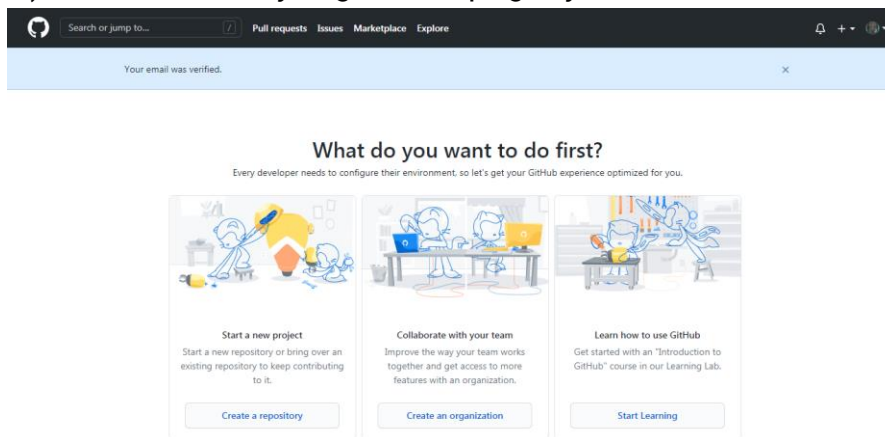 Search or jump to... /
Pull requests Issues Marketplace Explore
Your email was verified.
What do you want to do first?
Every developer needs to configure their environment, so let's get your GitHub experience optimized for you.
Start a new project
Start a new repository or bring over an
existing repository to keep contributing
to it.
Create a repository
Collaborate with your team
Improve the way your team works
together and get access to more
features with an organization.
Create an organization
Learn how to use GitHub
Get started with an "Introduction to
GitHub" course in our Learning Lab.
Start Learning